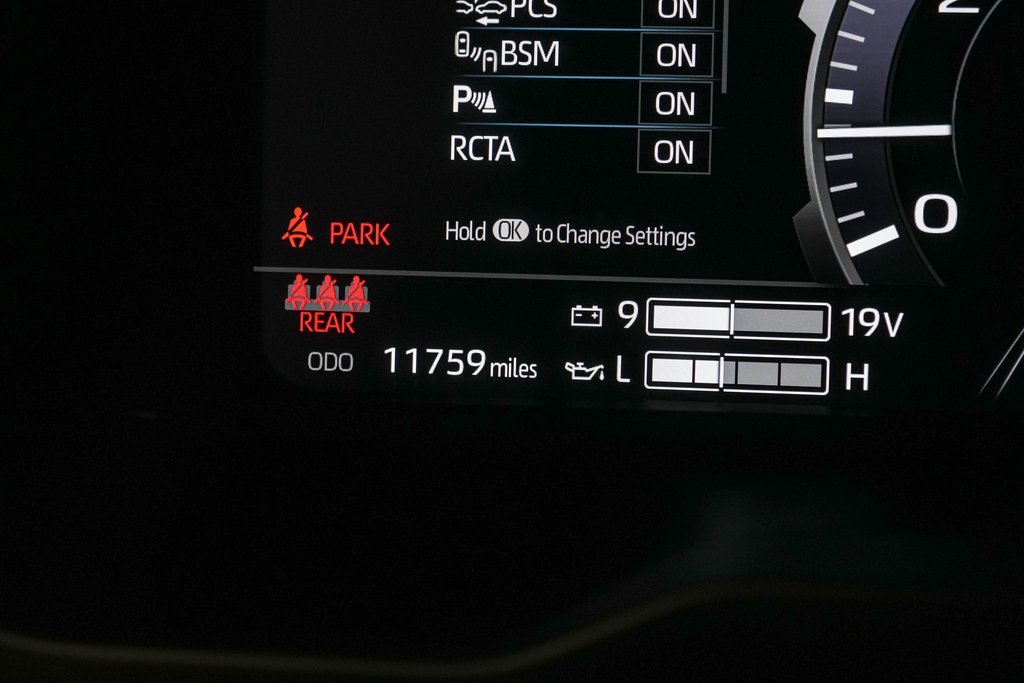 PCS ON
BSM ON
P ON
RCTA ON
2
0
PARK
Hold OK to Change Settings
REAR
9 19V
ODO 11759 miles
L H